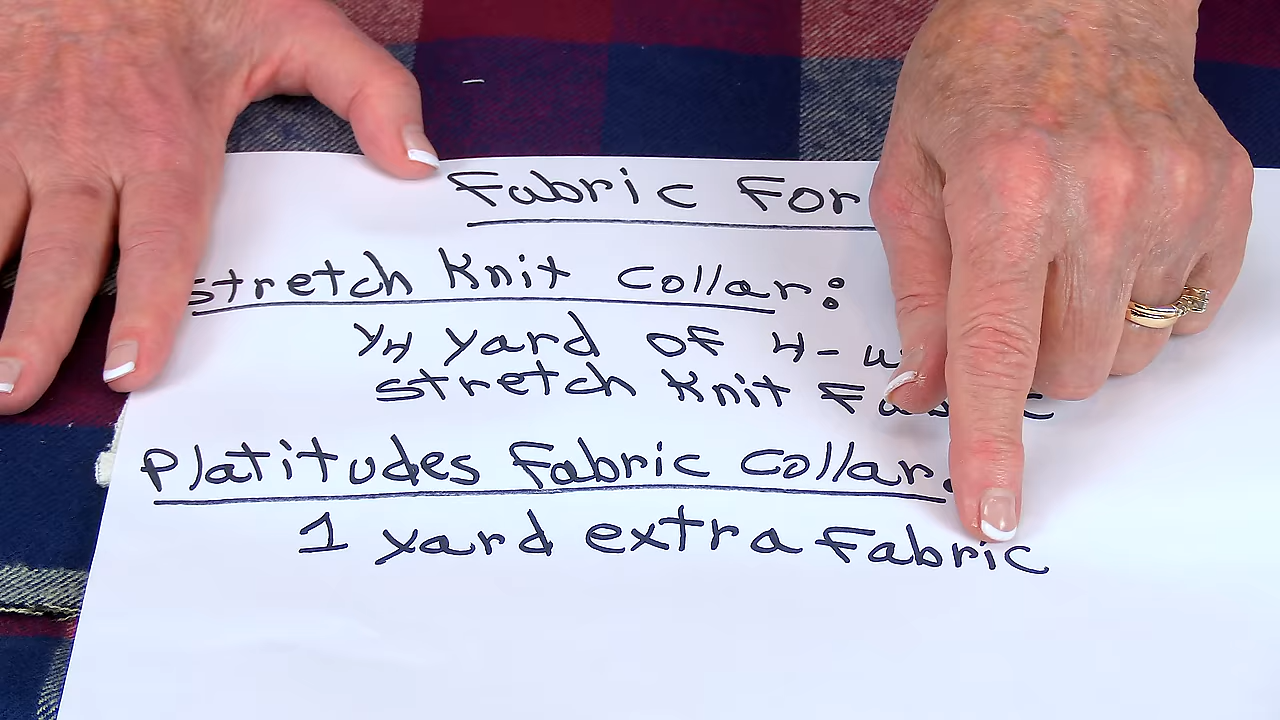 Fabric For
Stretch Knit Collar:
1/4 yard of 4-
stretch Knit Fabric
Platitudes Fabric Collar
1 yard extra Fabric